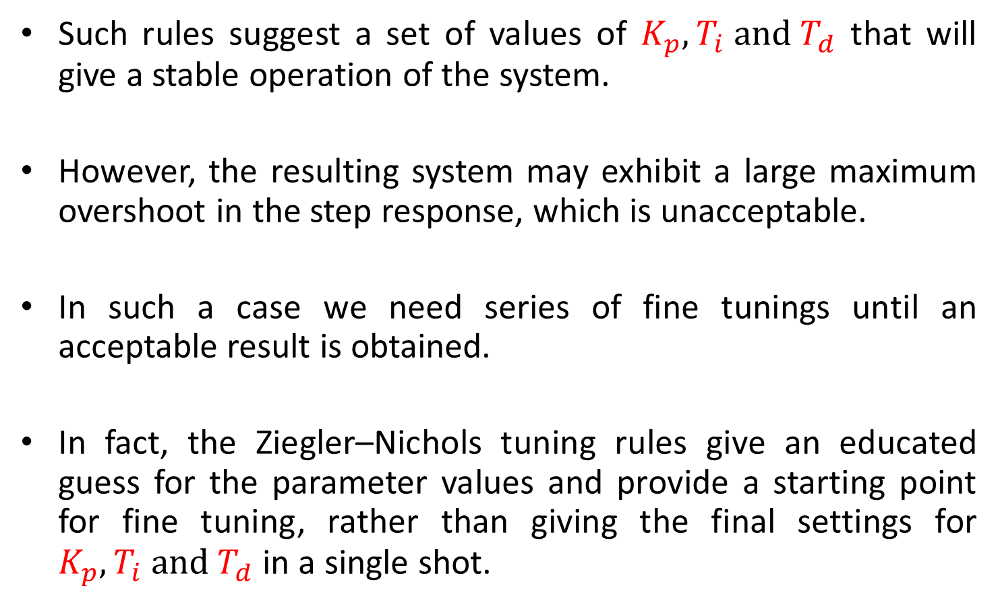 • Such rules suggest a set of values of K_p, T_i and T_d that will
give a stable operation of the system.
• However, the resulting system may exhibit a large maximum
overshoot in the step response, which is unacceptable.
• In such a case we need series of fine tunings until an
acceptable result is obtained.
• In fact, the Ziegler–Nichols tuning rules give an educated
guess for the parameter values and provide a starting point
for fine tuning, rather than giving the final settings for
K_p, T_i and T_d in a single shot.